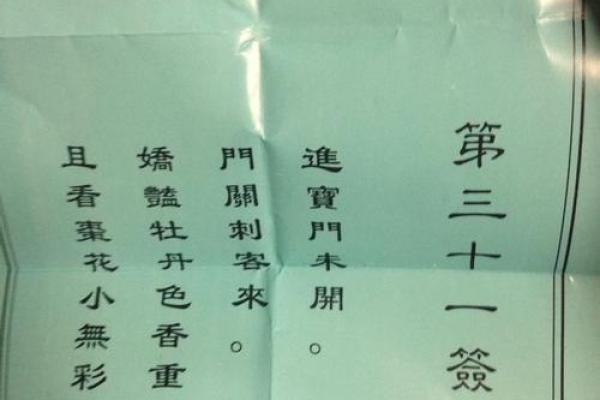 第三十一簽
進寶門未開。
門關刺客來。
嬌豔牡丹色香重
且看棗花小無彩